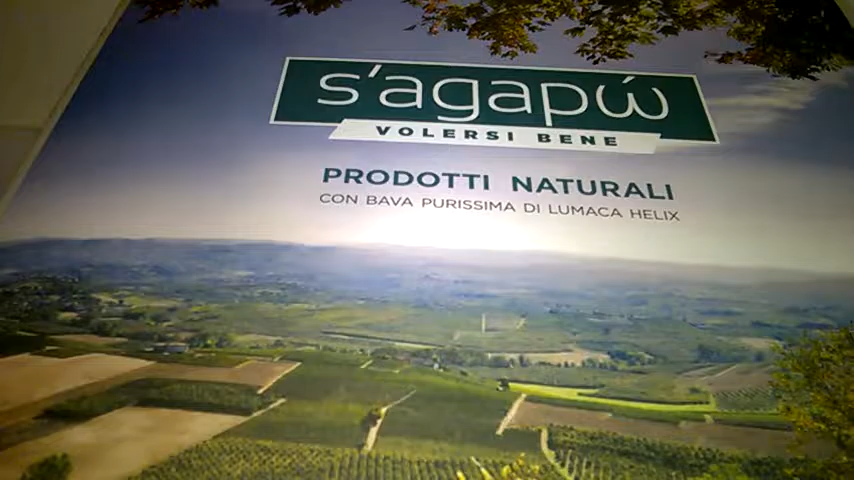 s'agapώ
VOLERSI BENE
PRODOTTI NATURALI
CON BAVA PURISSIMA DI LUMACA HELIX